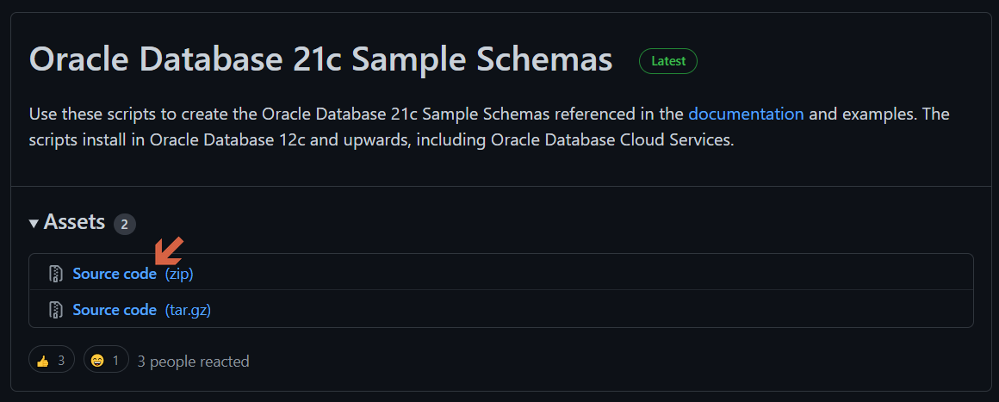 Oracle Database 21c Sample Schemas Latest
Use these scripts to create the Oracle Database 21c Sample Schemas referenced in the documentation and examples. The
scripts install in Oracle Database 12c and upwards, including Oracle Database Cloud Services.
Assets 2
Source code (zip)
Source code (tar.gz)
3 1 3 people reacted